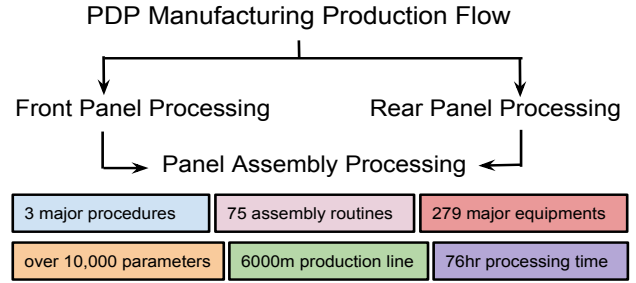 PDP Manufacturing Production Flow
Front Panel Processing
Rear Panel Processing
Panel Assembly Processing
3 major procedures
75 assembly routines
279 major equipments
over 10,000 parameters
6000m production line
76hr processing time